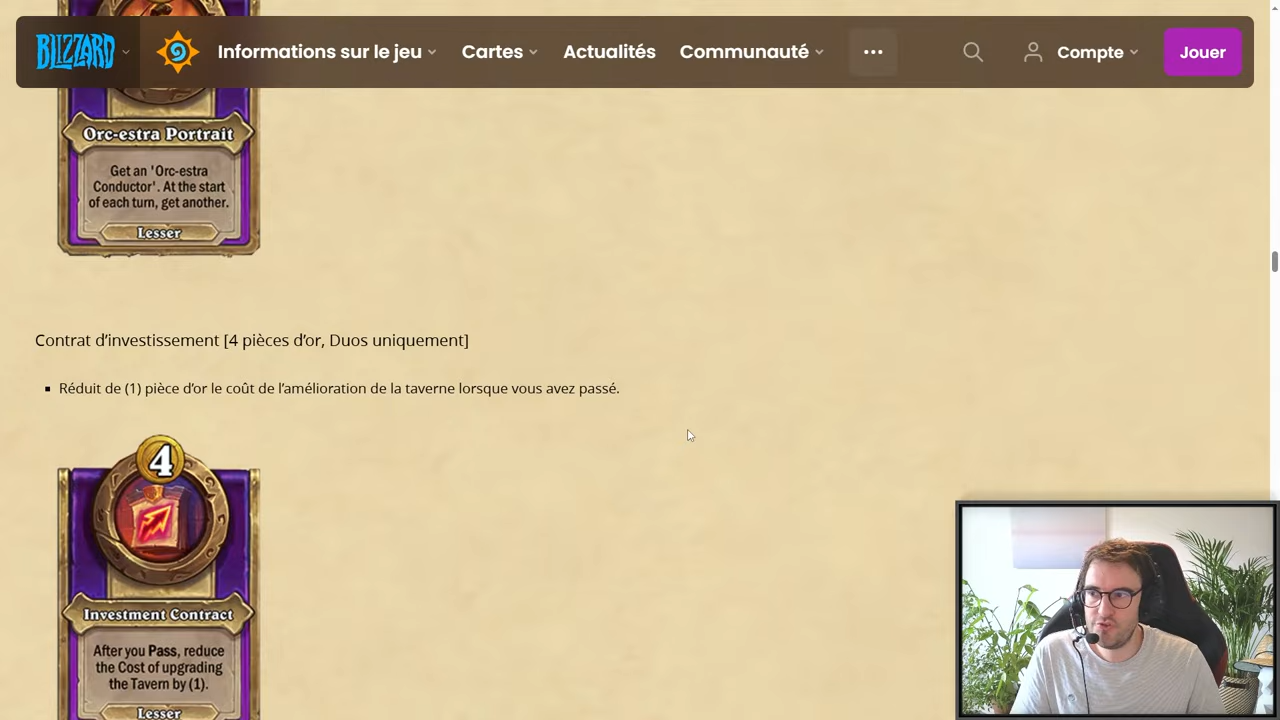 BLIZZARD
Informations sur le jeu
Cartes
Actualités
Communauté
Compte
Jouer
Orc-estra Portrait
Get an 'Orc-estra
Conductor'. At the start
of each turn, get another.
Lesser
Contrat d’investissement [4 pièces d’or, Duos uniquement]
Réduit de (1) pièce d’or le coût de l’amélioration de la taverne lorsque vous avez passé.
4
Investment Contract
After you Pass, reduce
the Cost of upgrading
the Tavern by (1).
Lesser